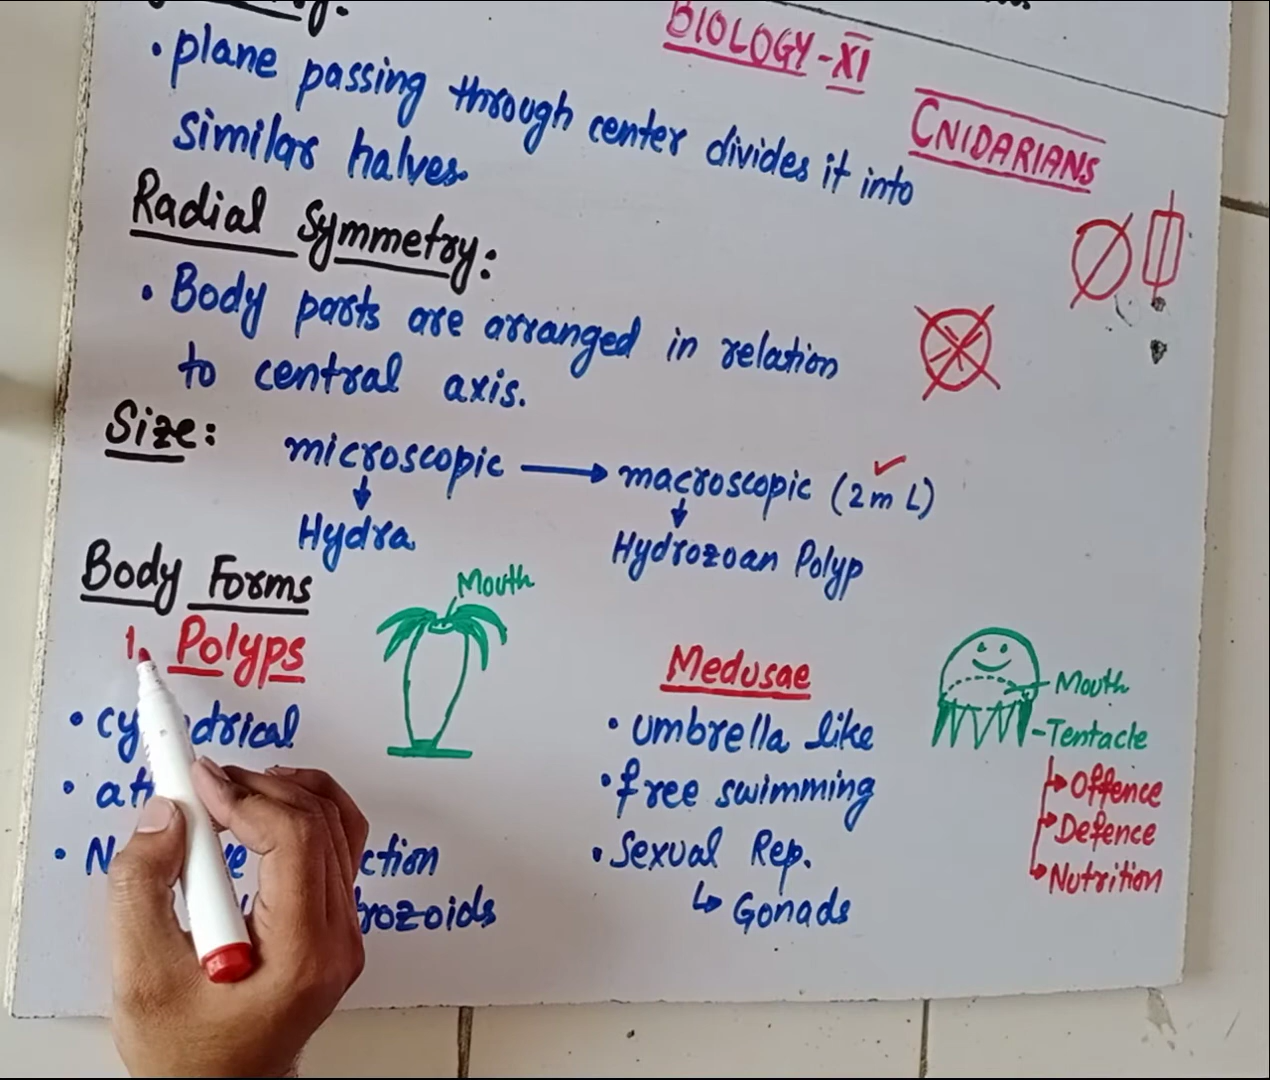 BIOLOGY-XI
CNIDARIANS
• plane passing through center divides it into
similar halves.
Radial Symmetry:
• Body parts are arranged in relation
to central axis.
Size:
microscopic → macroscopic (2m L)
↓ ↓
Hydra Hydrozoan Polyp
Body Forms
Mouth
1. Polyps
Medusae
Mouth
• umbrella like
-Tentacle
• free swimming
Offence
• Sexual Rep.
Defence
↳ Gonads
Nutrition